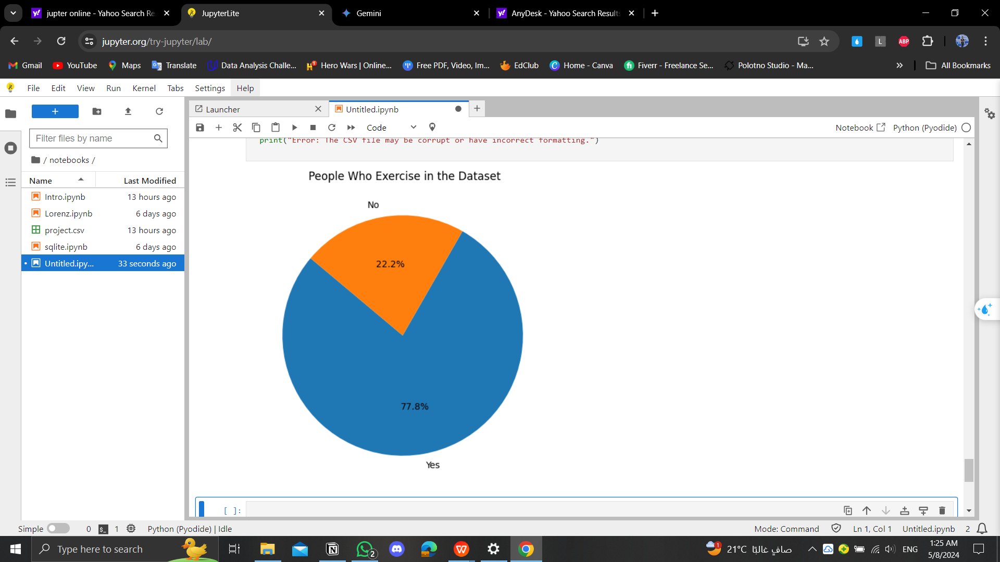 jupter online - Yahoo Search Re
JupyterLite
Gemini
AnyDesk - Yahoo Search Results
jupyter.org/try-jupyter/lab/
L
ABP
Gmail
YouTube
Maps
Translate
Data Analysis Challe...
Hero Wars | Online...
Free PDF, Video, Im...
EdClub
Home - Canva
Fiverr - Freelance Se...
Polotno Studio - Ma...
All Bookmarks
File Edit View Run Kernel Tabs Settings Help
Launcher
Untitled.ipynb
Filter files by name
/ notebooks /
Name
Last Modified
Intro.ipynb 13 hours ago
Lorenz.ipynb 6 days ago
project.csv 13 hours ago
sqlite.ipynb 6 days ago
Untitled.ipy... 33 seconds ago
Code
Notebook
Python (Pyodide)
print("Error: The CSV file may be corrupt or have incorrect formatting.")
People Who Exercise in the Dataset
No
22.2%
77.8%
Yes
[ ]:
Simple
0
1
Python (Pyodide) | Idle
Mode: Command
Ln 1, Col 1
Untitled.ipynb
2
Type here to search
2
1
21°C
صافٍ غالبًا
ENG
1:25 AM
5/8/2024